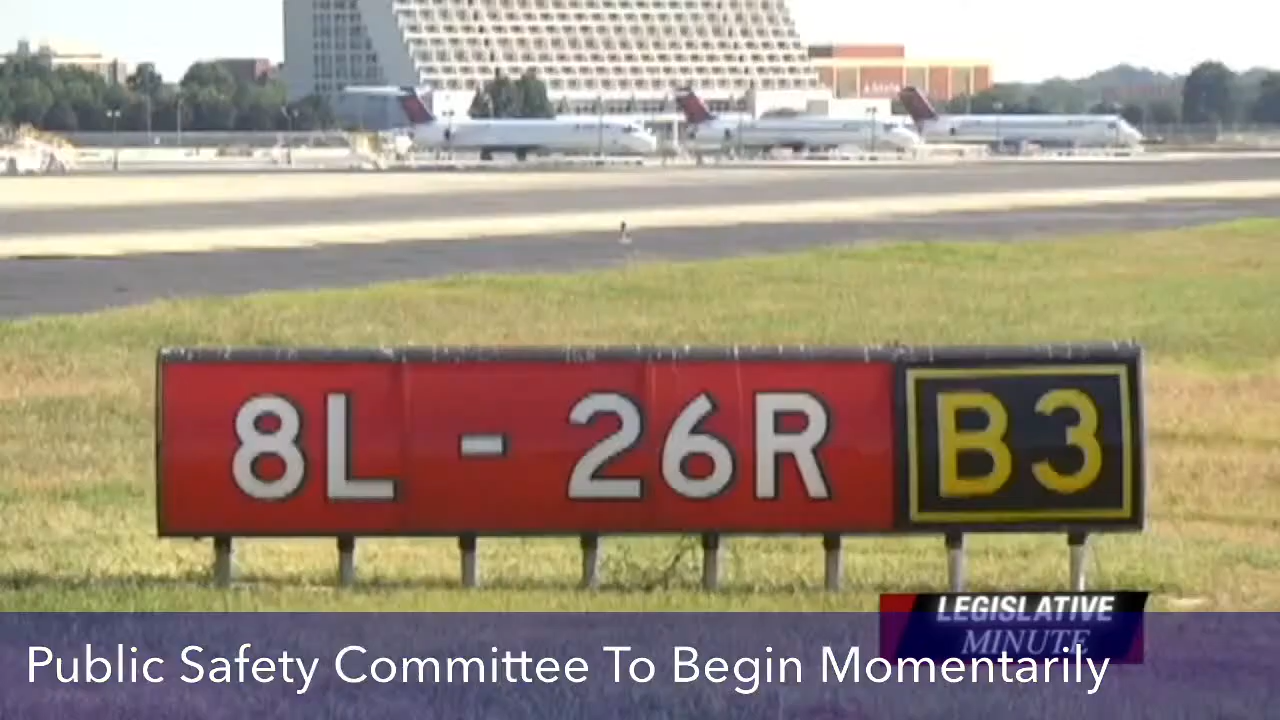 8L - 26R B3
LEGISLATIVE
MINUTE
Public Safety Committee To Begin Momentarily